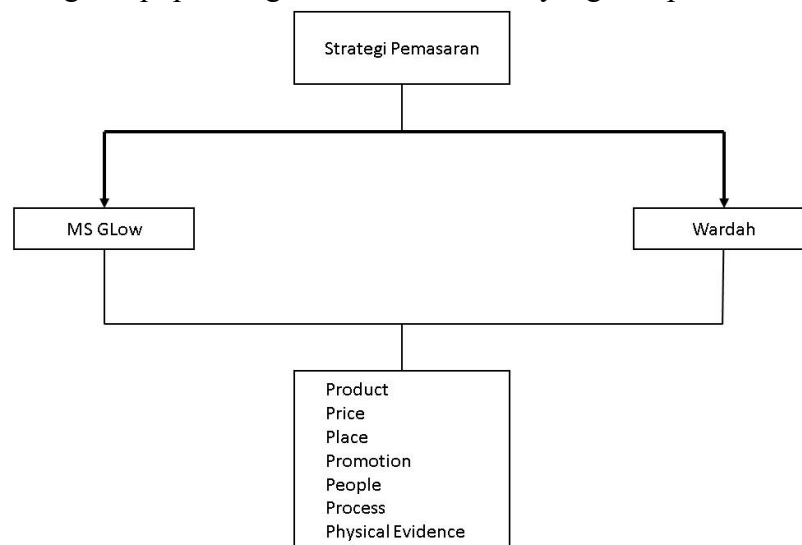 Strategi Pemasaran
MS GLow
Wardah
Product
Price
Place
Promotion
People
Process
Physical Evidence